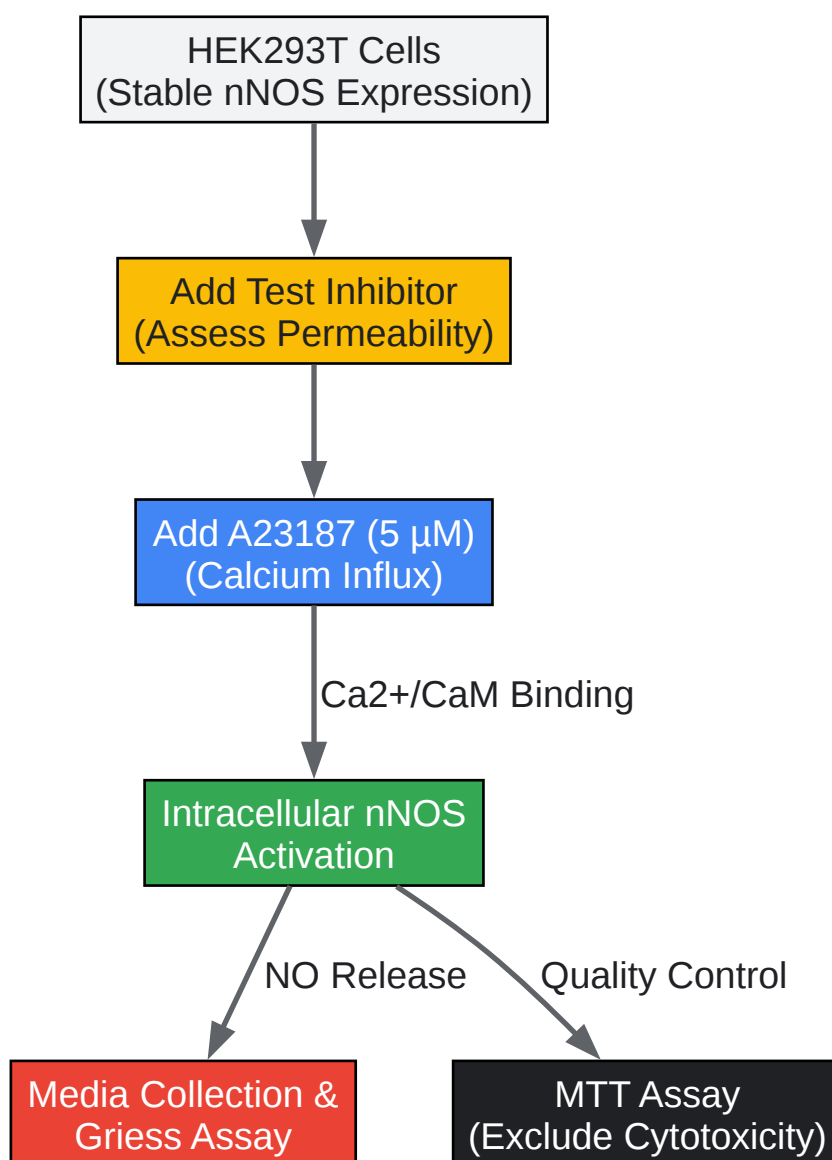 HEK293T Cells
(Stable nNOS Expression)
Add Test Inhibitor
(Assess Permeability)
Add A23187 (5 µM)
(Calcium Influx)
Ca2+/CaM Binding
Intracellular nNOS
Activation
NO Release
Quality Control
Media Collection &
Griess Assay
MTT Assay
(Exclude Cytotoxicity)